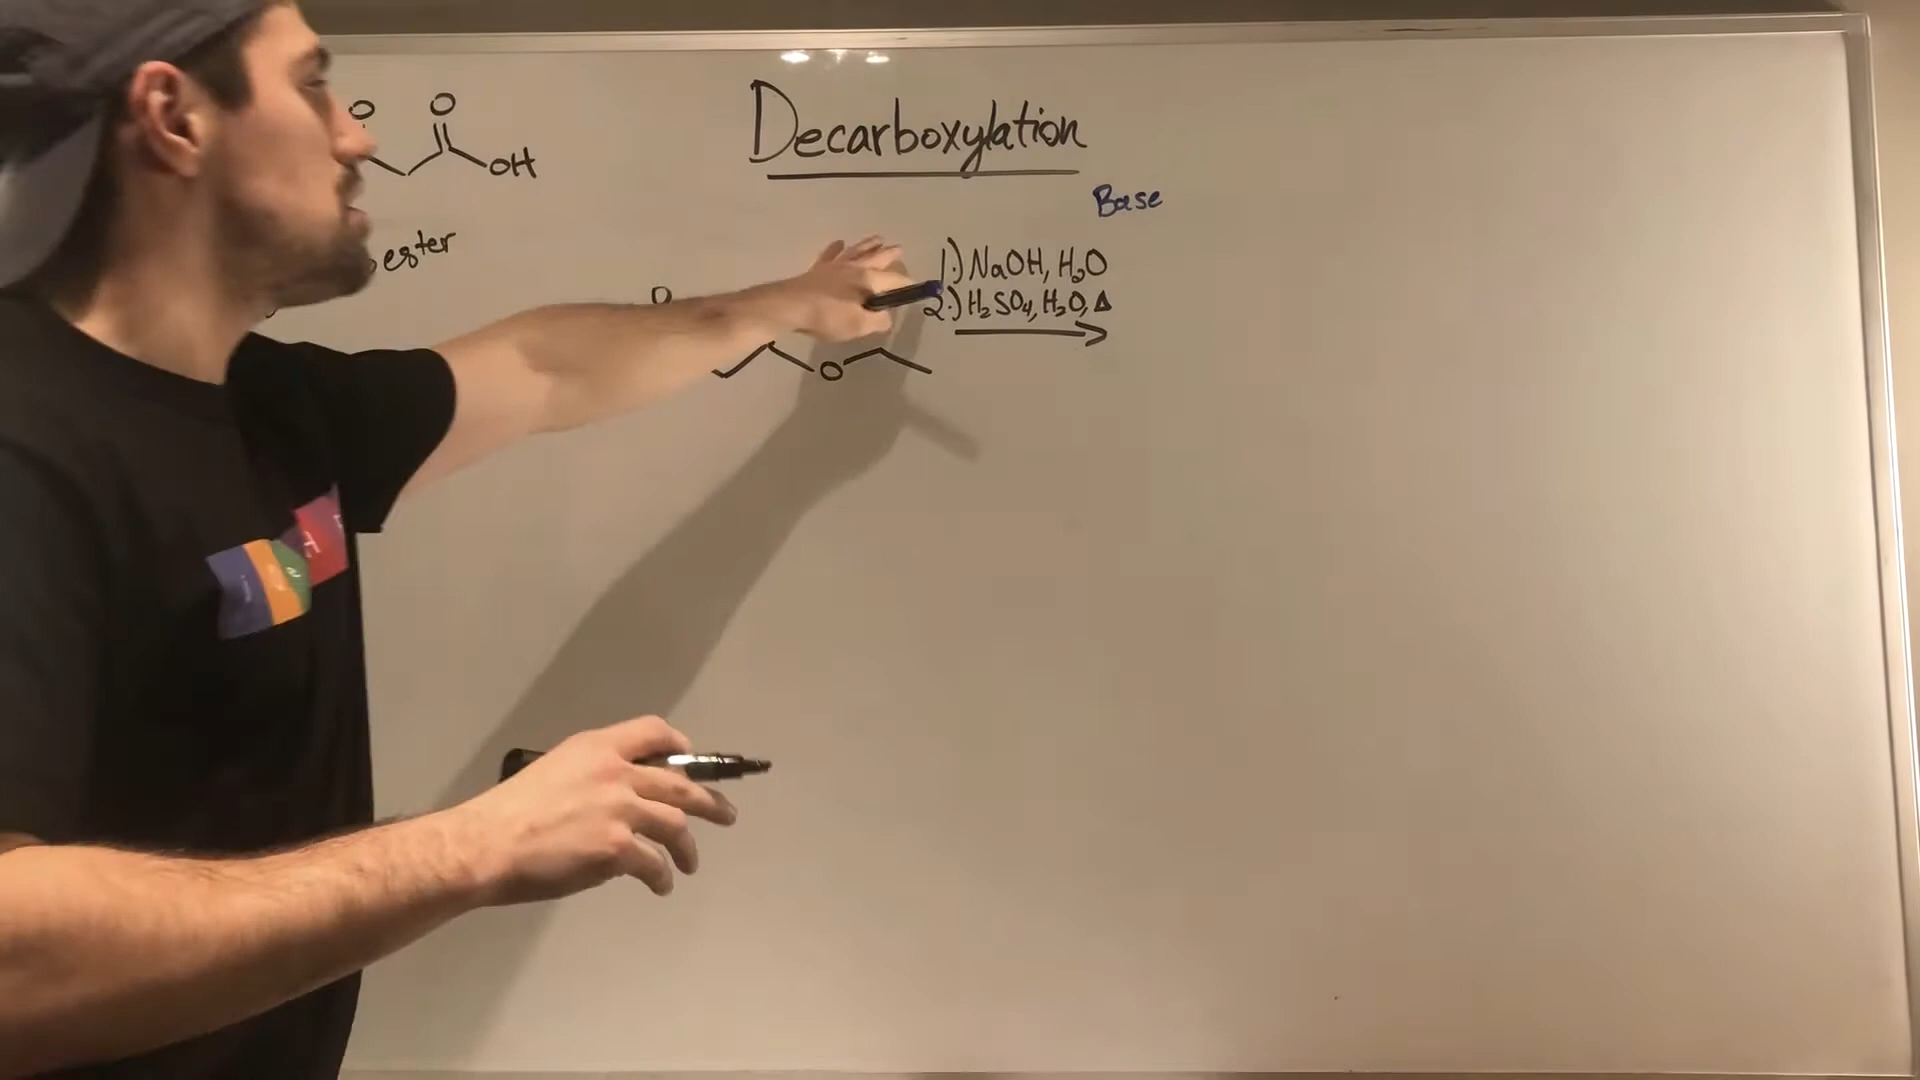 O O
OH
Decarboxylation
Base
ester
1.) NaOH, H₂O
2.) H₂SO₄, H₂O, Δ
O
O